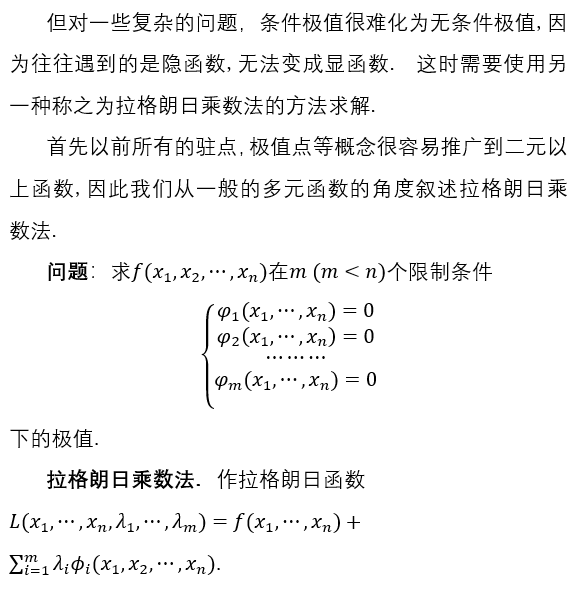 但对一些复杂的问题，条件极值很难化为无条件极值,因
为往往遇到的是隐函数,无法变成显函数. 这时需要使用另
一种称之为拉格朗日乘数法的方法求解.
首先以前所有的驻点,极值点等概念很容易推广到二元以
上函数,因此我们从一般的多元函数的角度叙述拉格朗日乘
数法.
问题：求f(x₁,x₂,⋯,xₙ)在m (m < n)个限制条件
φ₁(x₁,⋯,xₙ) = 0
φ₂(x₁,⋯,xₙ) = 0
⋯⋯⋯
φₘ(x₁,⋯,xₙ) = 0
下的极值.
拉格朗日乘数法. 作拉格朗日函数
L(x₁,⋯,xₙ,λ₁,⋯,λₘ) = f(x₁,⋯,xₙ) +
∑ᵢ₌₁ᵐ λᵢϕᵢ(x₁,x₂,⋯,xₙ).